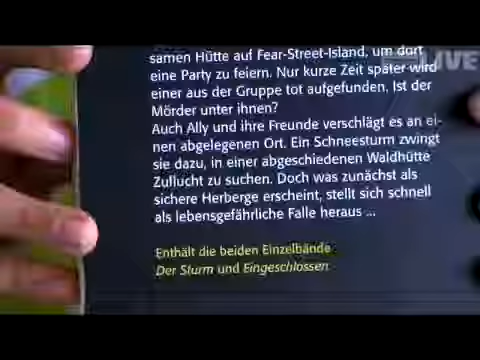 samen Hütte auf Fear-Street-Island, um dort
eine Party zu feiern. Nur kurze Zeit später wird
einer aus der Gruppe tot aufgefunden. Ist der
Mörder unter ihnen?
Auch Ally und ihre Freunde verschlägt es an ei-
nen abgelegenen Ort. Ein Schneesturm zwingt
sie dazu, in einer abgeschiedenen Waldhütte
Zuflucht zu suchen. Doch was zunächst als
sichere Herberge erscheint, stellt sich schnell
als lebensgefährliche Falle heraus ...
Enthält die beiden Einzelbände
Der Sturm und Eingeschlossen
LIVE